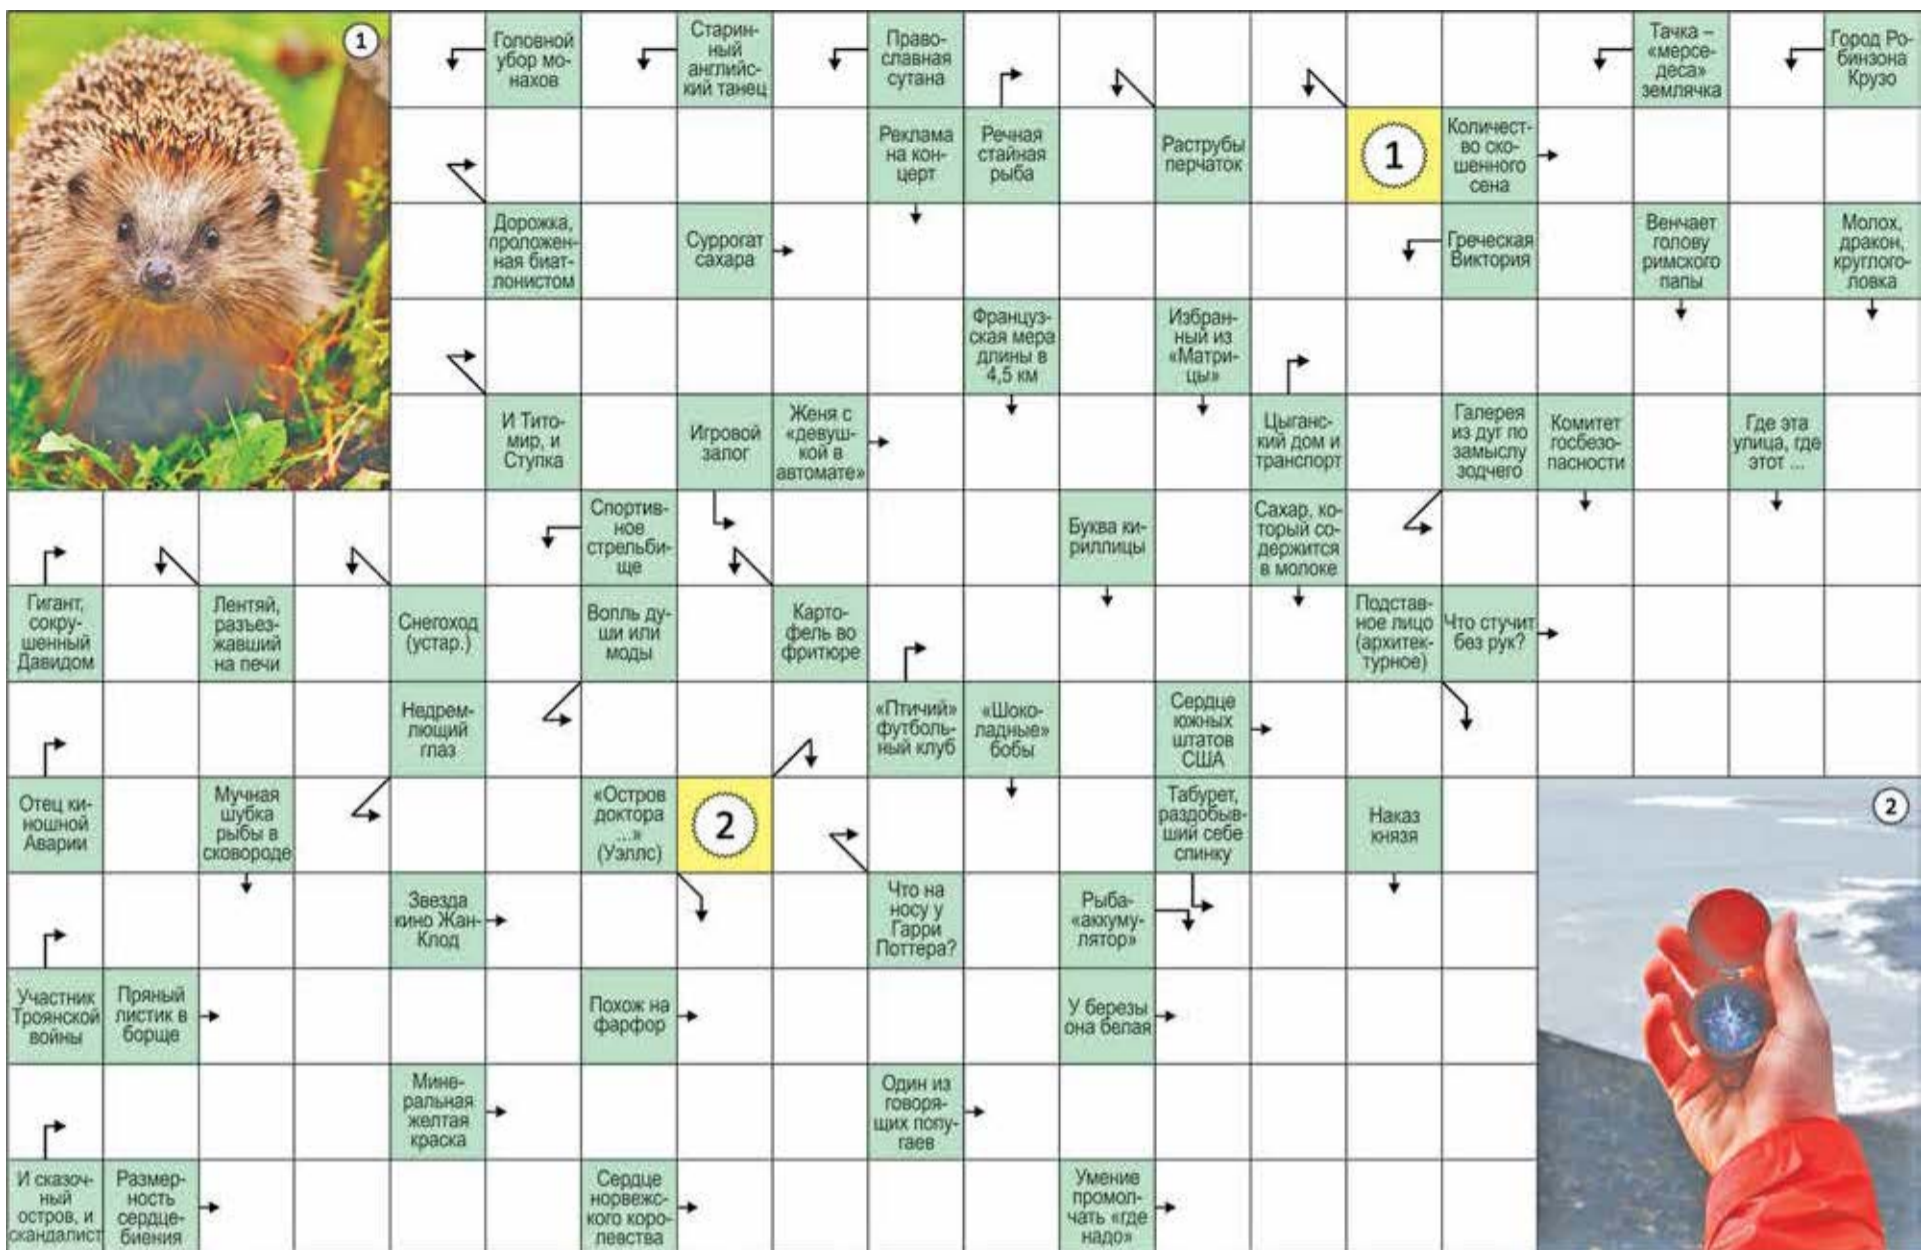 1
Головной
убор мо-
нахов
Старин-
ный
английс-
кий танец
Право-
славная
сутана
Тачка –
«мерсе-
деса»
землячка
Город Ро-
бинзона
Крузо
Реклама
на кон-
церт
Речная
стайная
рыба
Раструбы
перчаток
1
Количест-
во ско-
шенного
сена
Дорожка,
проложен-
ная биат-
лонистом
Суррогат
сахара
Греческая
Виктория
Венчает
голову
римского
папы
Молох,
дракон,
круглого-
ловка
Француз-
ская мера
длины в
4,5 км
Избран-
ный из
«Матри-
цы»
И Тито-
мир, и
Ступка
Игровой
залог
Женя с
«девуш-
кой в
автомате»
Цыганс-
кий дом и
транспорт
Галерея
из дуг по
замыслу
зодчего
Комитет
госбезо-
пасности
Где эта
улица, где
этот ...
Спортив-
ное
стрельби-
ще
Буква ки-
риллицы
Сахар, ко-
торый со-
держится
в молоке
Гигант,
сокру-
шенный
Давидом
Лентяй,
разъез-
жавший
на печи
Снегоход
(устар.)
Вопль ду-
ши или
моды
Карто-
фель во
фритюре
Подстав-
ное лицо
(архитек-
турное)
Что стучит
без рук?
Недрем-
лющий
глаз
«Птичий»
футболь-
ный клуб
«Шоко-
ладные»
бобы
Сердце
южных
штатов
США
Отец ки-
ношной
Аварии
Мучная
шубка
рыбы в
сковороде
«Остров
доктора
...»
(Уэллс)
2
Табурет,
раздобыв-
ший себе
спинку
Наказ
князя
2
Звезда
кино Жан-
Клод
Что на
носу у
Гарри
Поттера?
Рыба-
«аккуму-
лятор»
Участник
Троянской
войны
Пряный
листик в
борще
Похож на
фарфор
У березы
она белая
Мине-
ральная
желтая
краска
Один из
говоря-
щих попу-
гаев
И сказоч-
ный
остров, и
скандалист
Размер-
ность
сердце-
биения
Сердце
норвежс-
кого коро-
левства
Умение
промол-
чать «где
надо»